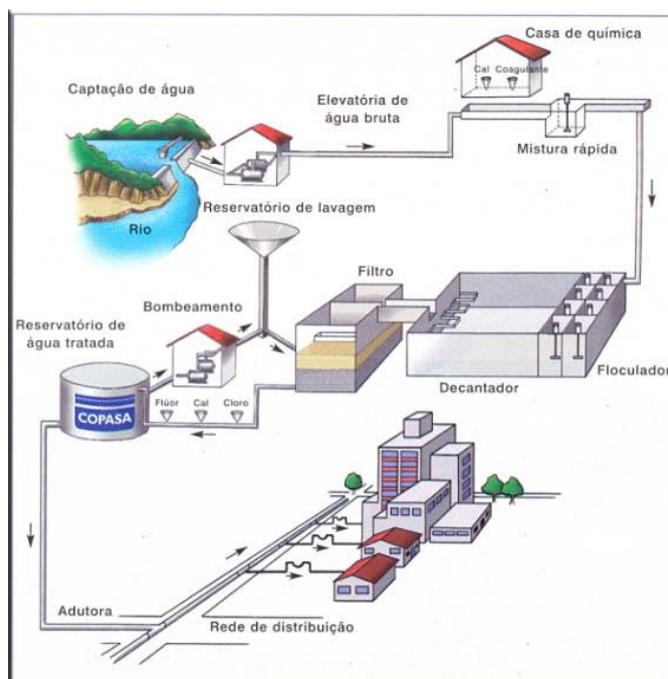 Casa de química
Cal Coagulante
Captação de água
Elevatória de
água bruta
Mistura rápida
Reservatório de lavagem
Rio
Filtro
Bombeamento
Reservatório de
água tratada
Floculador
Decantador
Flúor Cal Cloro
COPASA
Adutora
Rede de distribuição